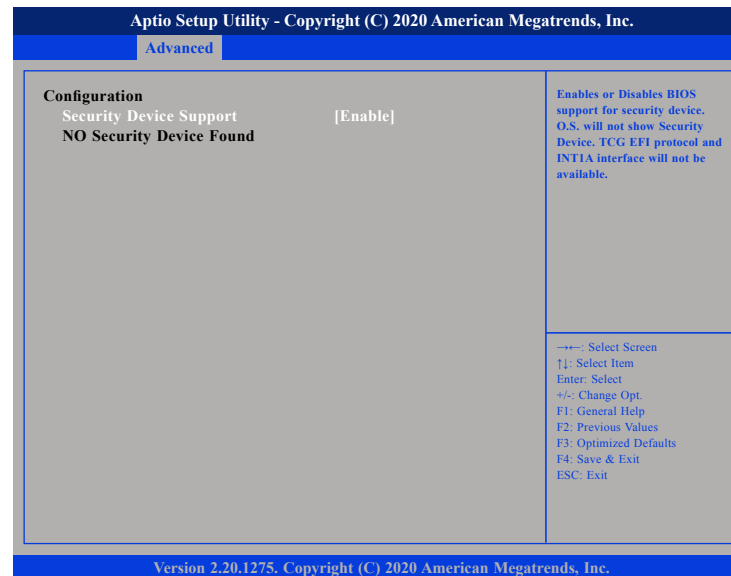 Aptio Setup Utility - Copyright (C) 2020 American Megatrends, Inc.
Advanced
Configuration
Security Device Support [Enable]
NO Security Device Found
Enables or Disables BIOS
support for security device.
O.S. will not show Security
Device. TCG EFI protocol and
INT1A interface will not be
available.
→←: Select Screen
↑↓: Select Item
Enter: Select
+/-: Change Opt.
F1: General Help
F2: Previous Values
F3: Optimized Defaults
F4: Save & Exit
ESC: Exit
Version 2.20.1275. Copyright (C) 2020 American Megatrends, Inc.